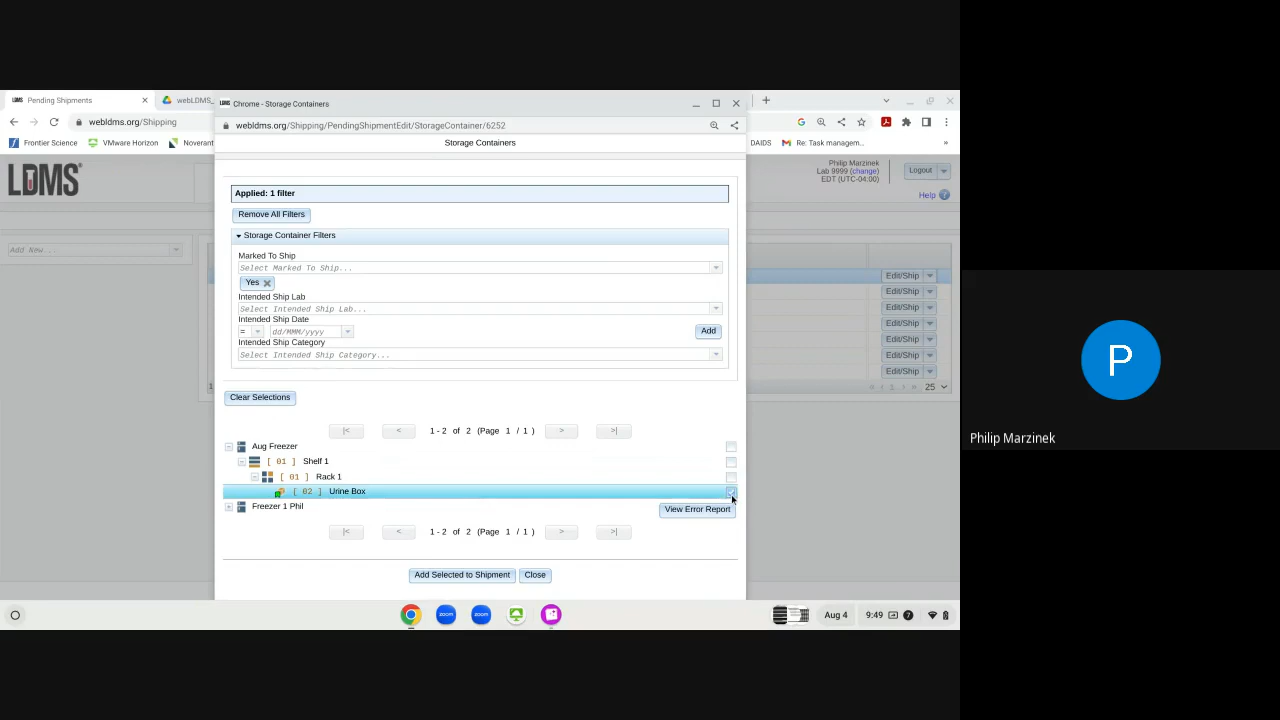 LDMS Pending Shipments
webLDMS_
LDMS Chrome - Storage Containers
webldms.org/Shipping
webldms.org/Shipping/PendingShipmentEdit/StorageContainer/6252
Frontier Science VMware Horizon Noverant
DAIDS Re: Task managem... »
Storage Containers
LDMS
Philip Marzinek
Lab 9999 (change)
EDT (UTC-04:00)
Logout
Help ?
Add New...
Applied: 1 filter
Remove All Filters
Storage Container Filters
Marked To Ship
Select Marked To Ship...
Yes
Intended Ship Lab
Select Intended Ship Lab...
Intended Ship Date
= dd/MMM/yyyy Add
Intended Ship Category
Select Intended Ship Category...
Edit/Ship
Edit/Ship
Edit/Ship
Edit/Ship
Edit/Ship
Edit/Ship
Edit/Ship
1 25
Clear Selections
|< < 1 - 2 of 2 (Page 1 / 1 ) > >|
Aug Freezer
[ 01 ] Shelf 1
[ 01 ] Rack 1
[ 02 ] Urine Box
Freezer 1 Phil
View Error Report
|< < 1 - 2 of 2 (Page 1 / 1 ) > >|
Add Selected to Shipment Close
zoom zoom
Aug 4 9:49 7
P
Philip Marzinek